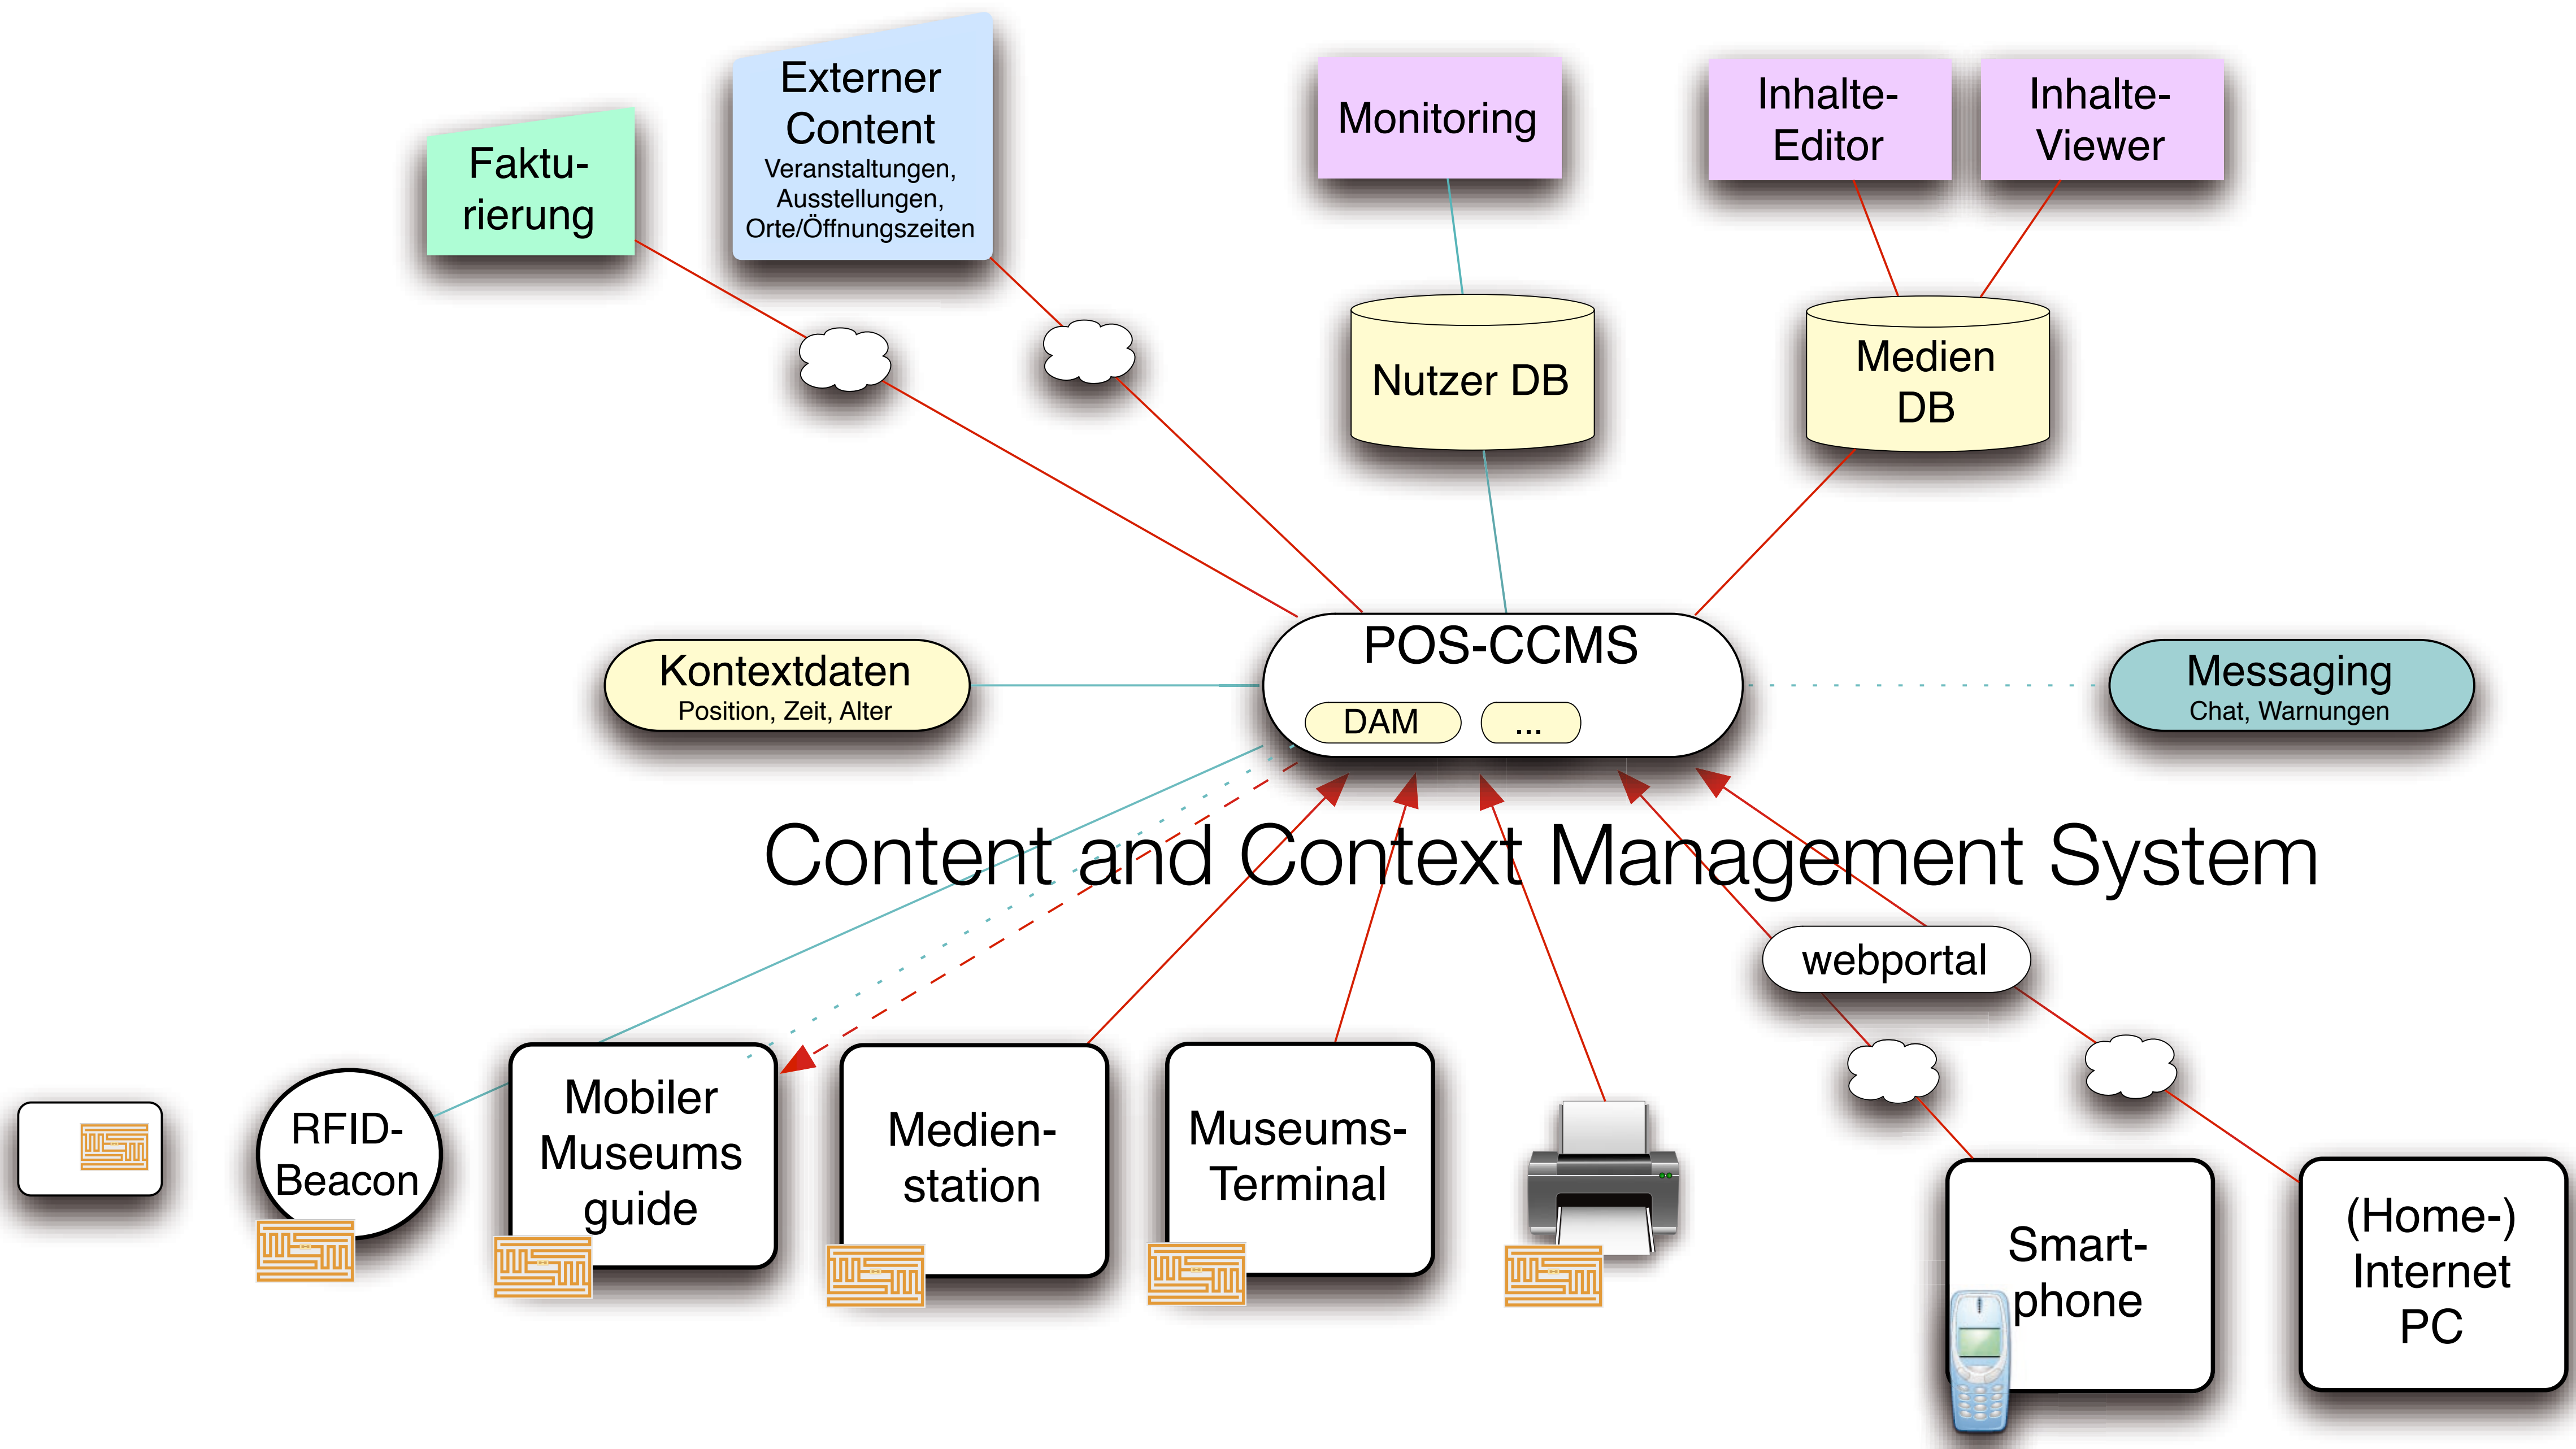 Externer
Content
Veranstaltungen,
Ausstellungen,
Orte/Öffnungszeiten
Faktu-
rierung
Monitoring
Inhalte-
Editor
Inhalte-
Viewer
Nutzer DB
Medien
DB
POS-CCMS
DAM
...
Kontextdaten
Position, Zeit, Alter
Messaging
Chat, Warnungen
Content and Context Management System
webportal
RFID-
Beacon
Mobiler
Museums
guide
Medien-
station
Museums-
Terminal
Smart-
phone
(Home-)
Internet
PC